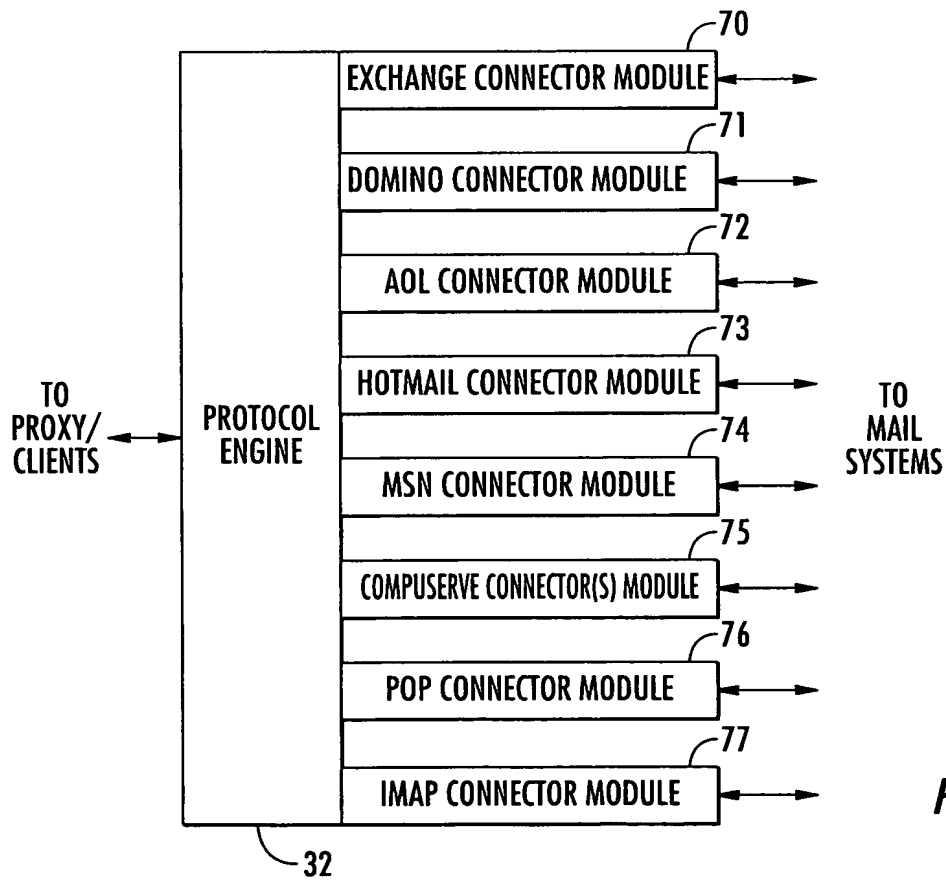 70
EXCHANGE CONNECTOR MODULE
71
DOMINO CONNECTOR MODULE
72
AOL CONNECTOR MODULE
73
HOTMAIL CONNECTOR MODULE
TO
PROXY/
CLIENTS
PROTOCOL
ENGINE
TO
MAIL
SYSTEMS
74
MSN CONNECTOR MODULE
75
COMPUSERVE CONNECTOR(S) MODULE
76
POP CONNECTOR MODULE
77
IMAP CONNECTOR MODULE
32